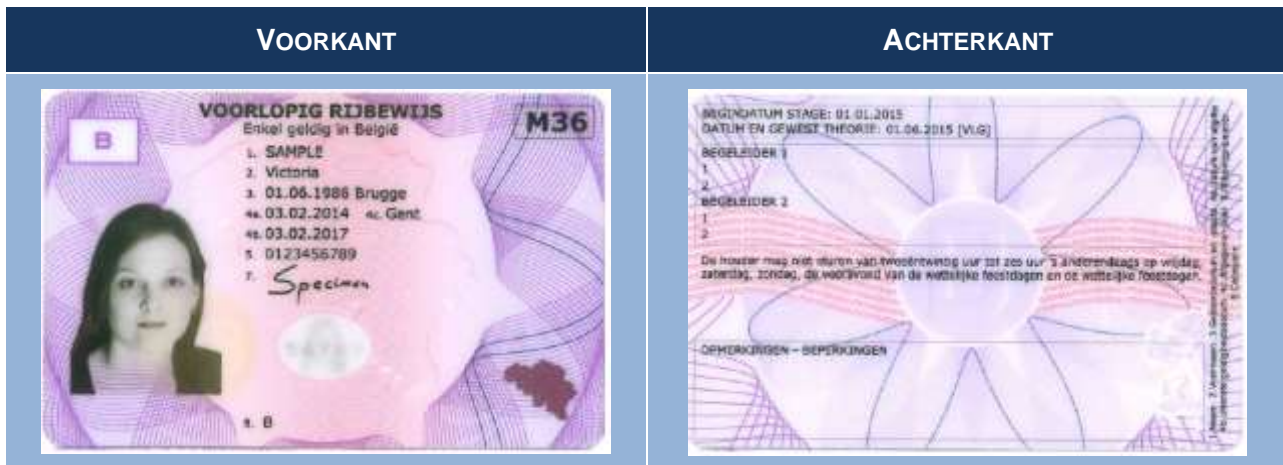 VOORKANT
ACHTERKANT
VOORLOPIG RIJBEWIJS
Enkel geldig in België
M36
B
1. SAMPLE
2. Victoria
3. 01.06.1986 Brugge
4a. 03.02.2014 4c. Gent
4b. 03.02.2017
5. 0123456789
7. Specimen
9. B
BEGINDATUM STAGE: 01.01.2015
DATUM EN GEWEST THEORIE: 01.06.2015 [VLG]
BEGELEIDER 1
1
2
BEGELEIDER 2
1
2
De houder mag niet sturen van tweeëntwintig uur tot zes uur 's anderendaags op vrijdag,
zaterdag, zondag, de vooravond van de wettelijke feestdagen en de wettelijke feestdagen.
OPMERKINGEN - BEPERKINGEN